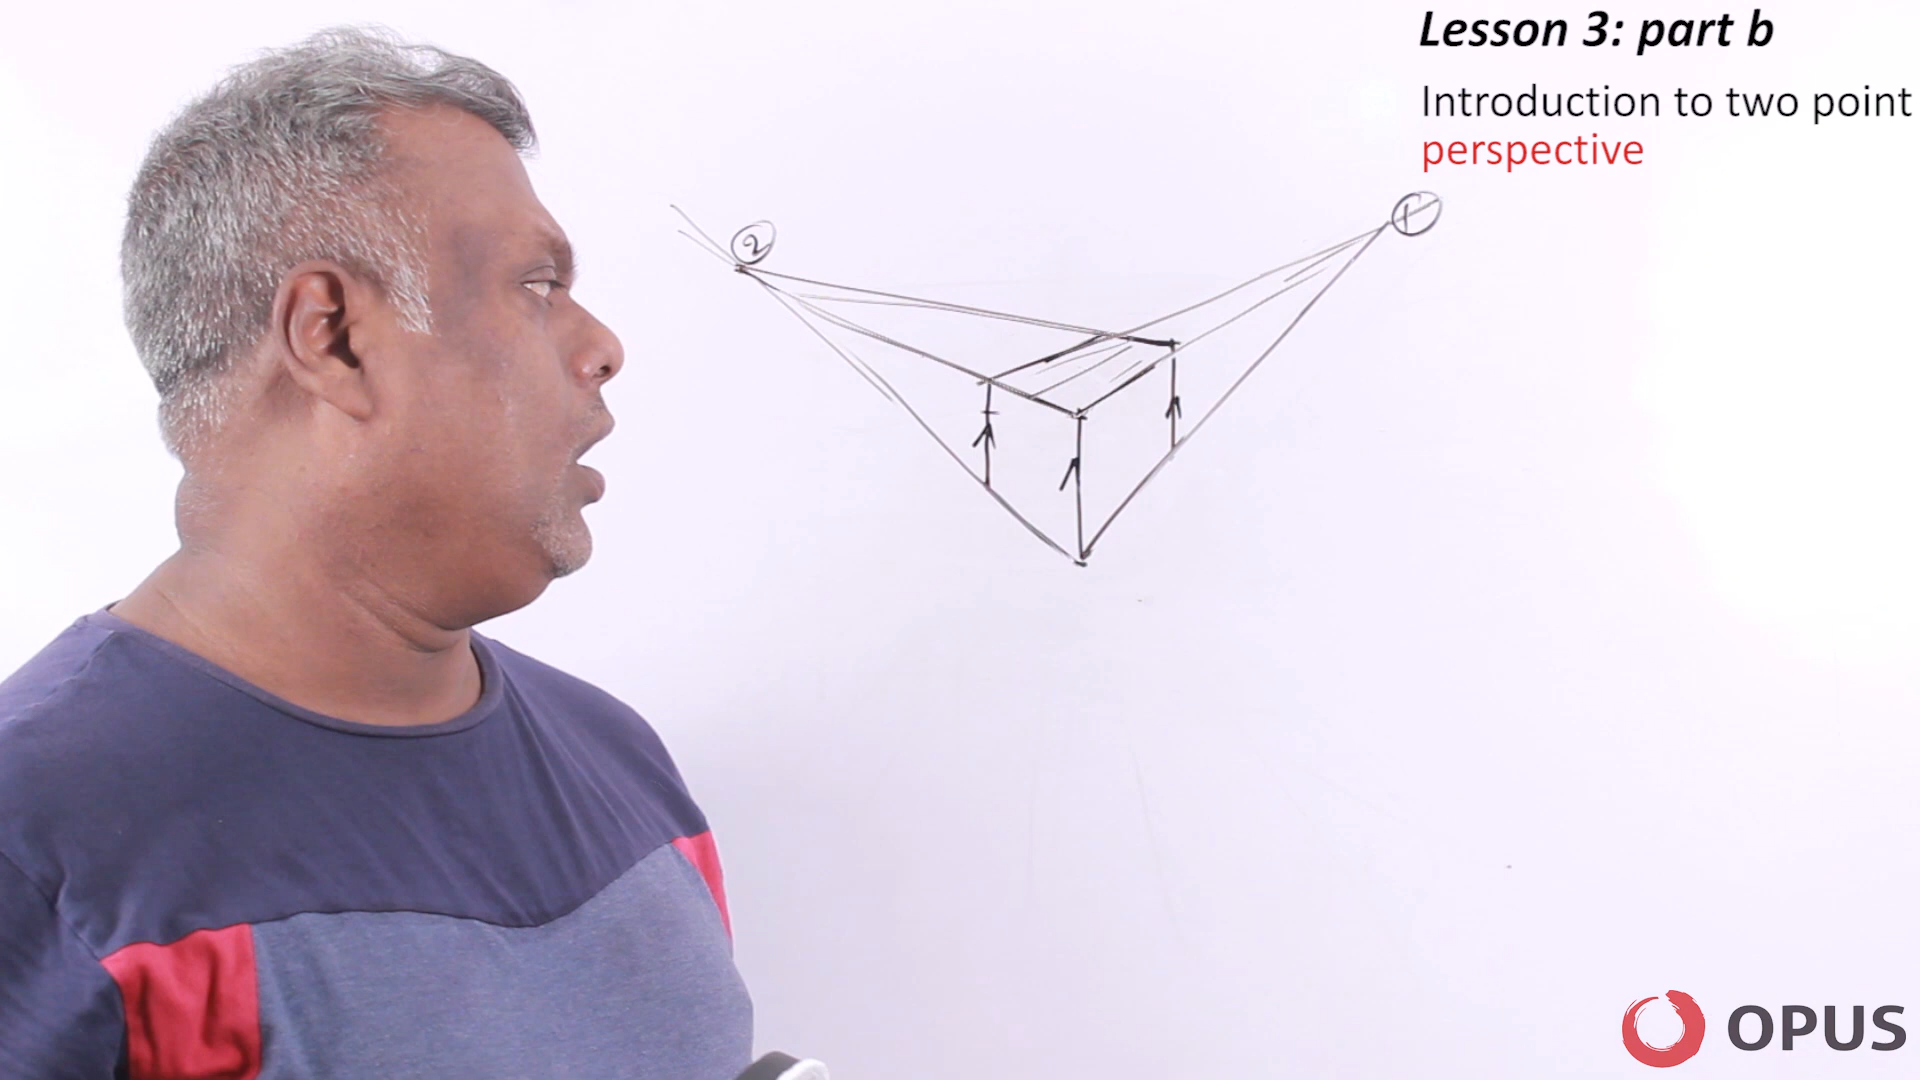 Lesson 3: part b
Introduction to two point
perspective
2
1
OPUS